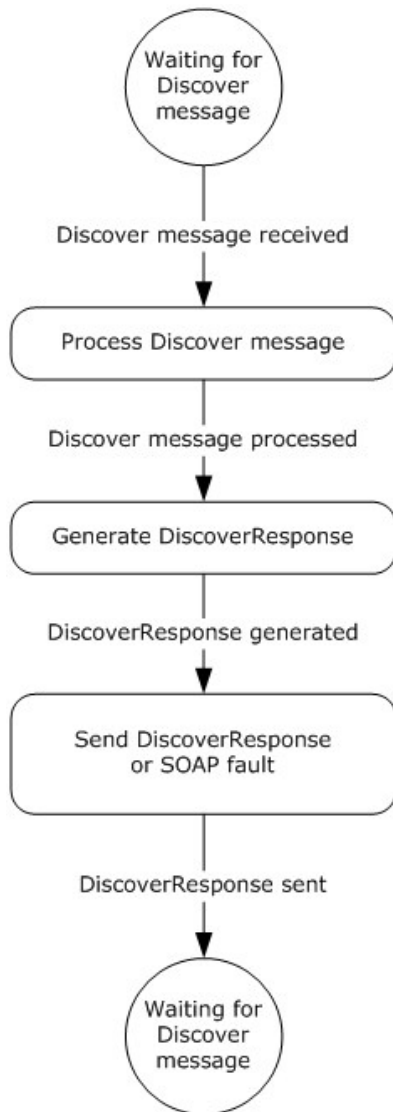 Waiting for
Discover
message
Discover message received
Process Discover message
Discover message processed
Generate DiscoverResponse
DiscoverResponse generated
Send DiscoverResponse
or SOAP fault
DiscoverResponse sent
Waiting for
Discover
message